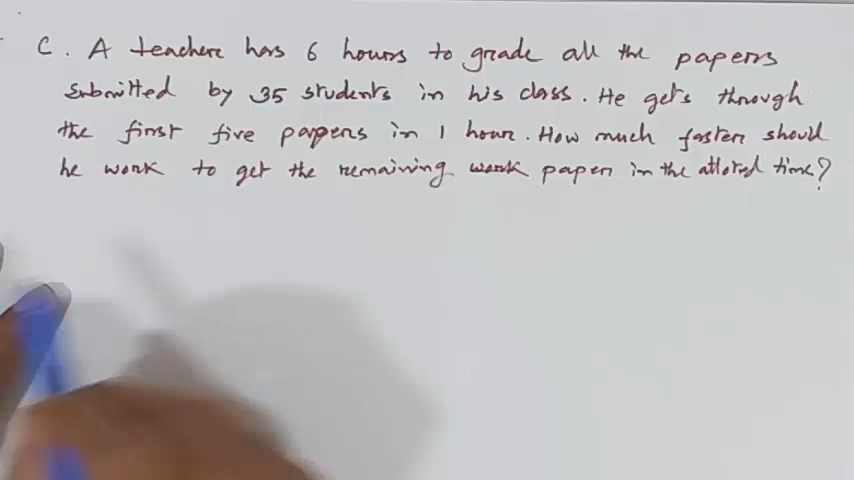 C. A teachere has 6 hours to grade all the papers
submitted by 35 students in his class. He gets through
the first five papers in 1 hour. How much faster should
he work to get the remaining work paper in the alloted time?